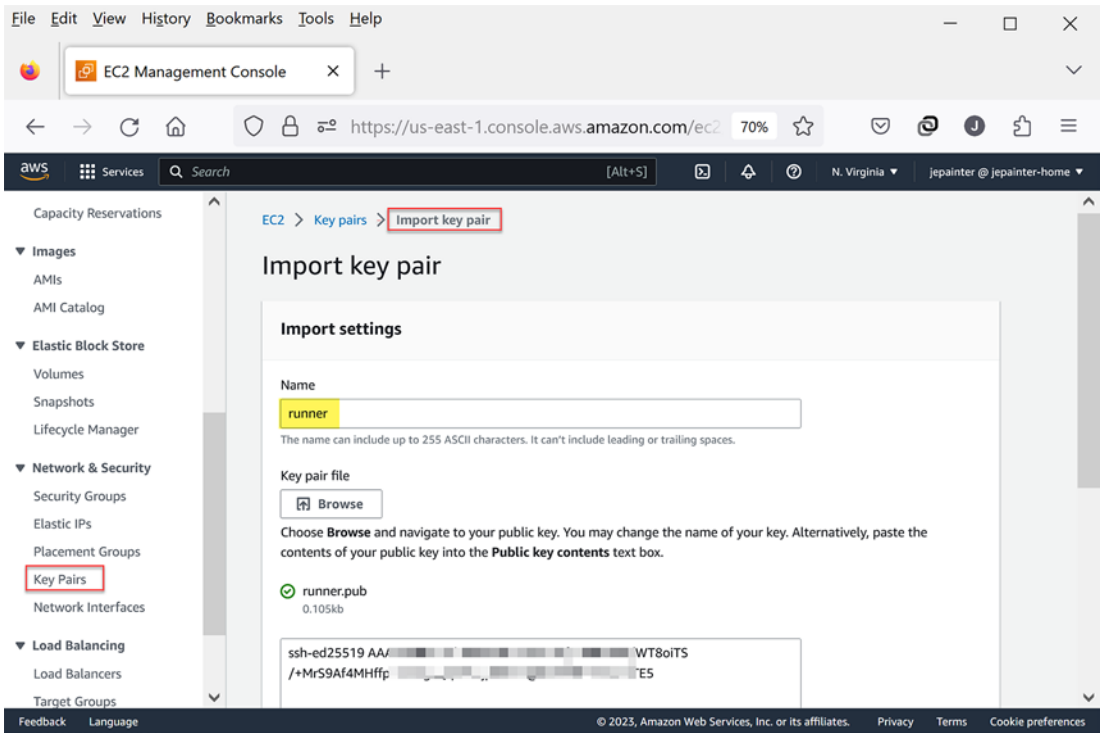 File Edit View History Bookmarks Tools Help
EC2 Management Console
https://us-east-1.console.aws.amazon.com/ec2 70%
J
aws Services Search [Alt+S] N. Virginia jepainter @ jepainter-home
Capacity Reservations
Images
AMIs
AMI Catalog
Elastic Block Store
Volumes
Snapshots
Lifecycle Manager
Network & Security
Security Groups
Elastic IPs
Placement Groups
Key Pairs
Network Interfaces
Load Balancing
Load Balancers
Target Groups
EC2 > Key pairs > Import key pair
Import key pair
Import settings
Name
runner
The name can include up to 255 ASCII characters. It can't include leading or trailing spaces.
Key pair file
Browse
Choose Browse and navigate to your public key. You may change the name of your key. Alternatively, paste the
contents of your public key into the Public key contents text box.
runner.pub
0.105kb
ssh-ed25519 WT8oiTS
/+MrS9Af4MHffp TE5
Feedback Language © 2023, Amazon Web Services, Inc. or its affiliates. Privacy Terms Cookie preferences